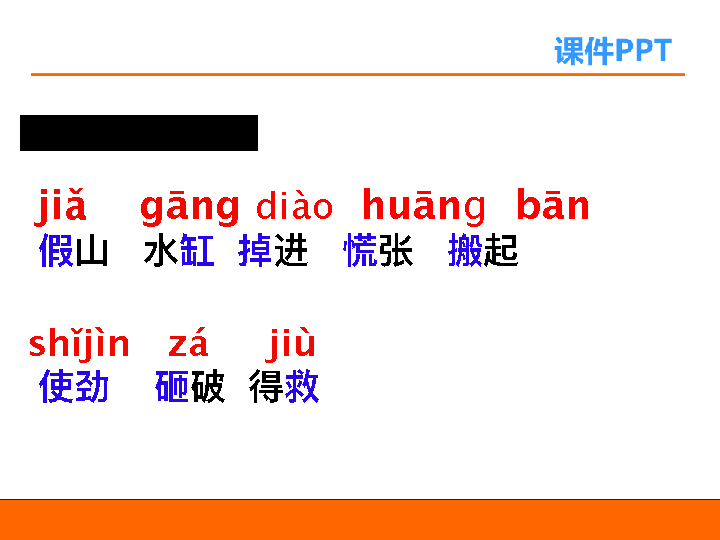 课件PPT
jiǎ gāng diào huāng bān
假山 水缸 掉进 慌张 搬起
shǐjìn zá jiù
使劲 砸破 得救